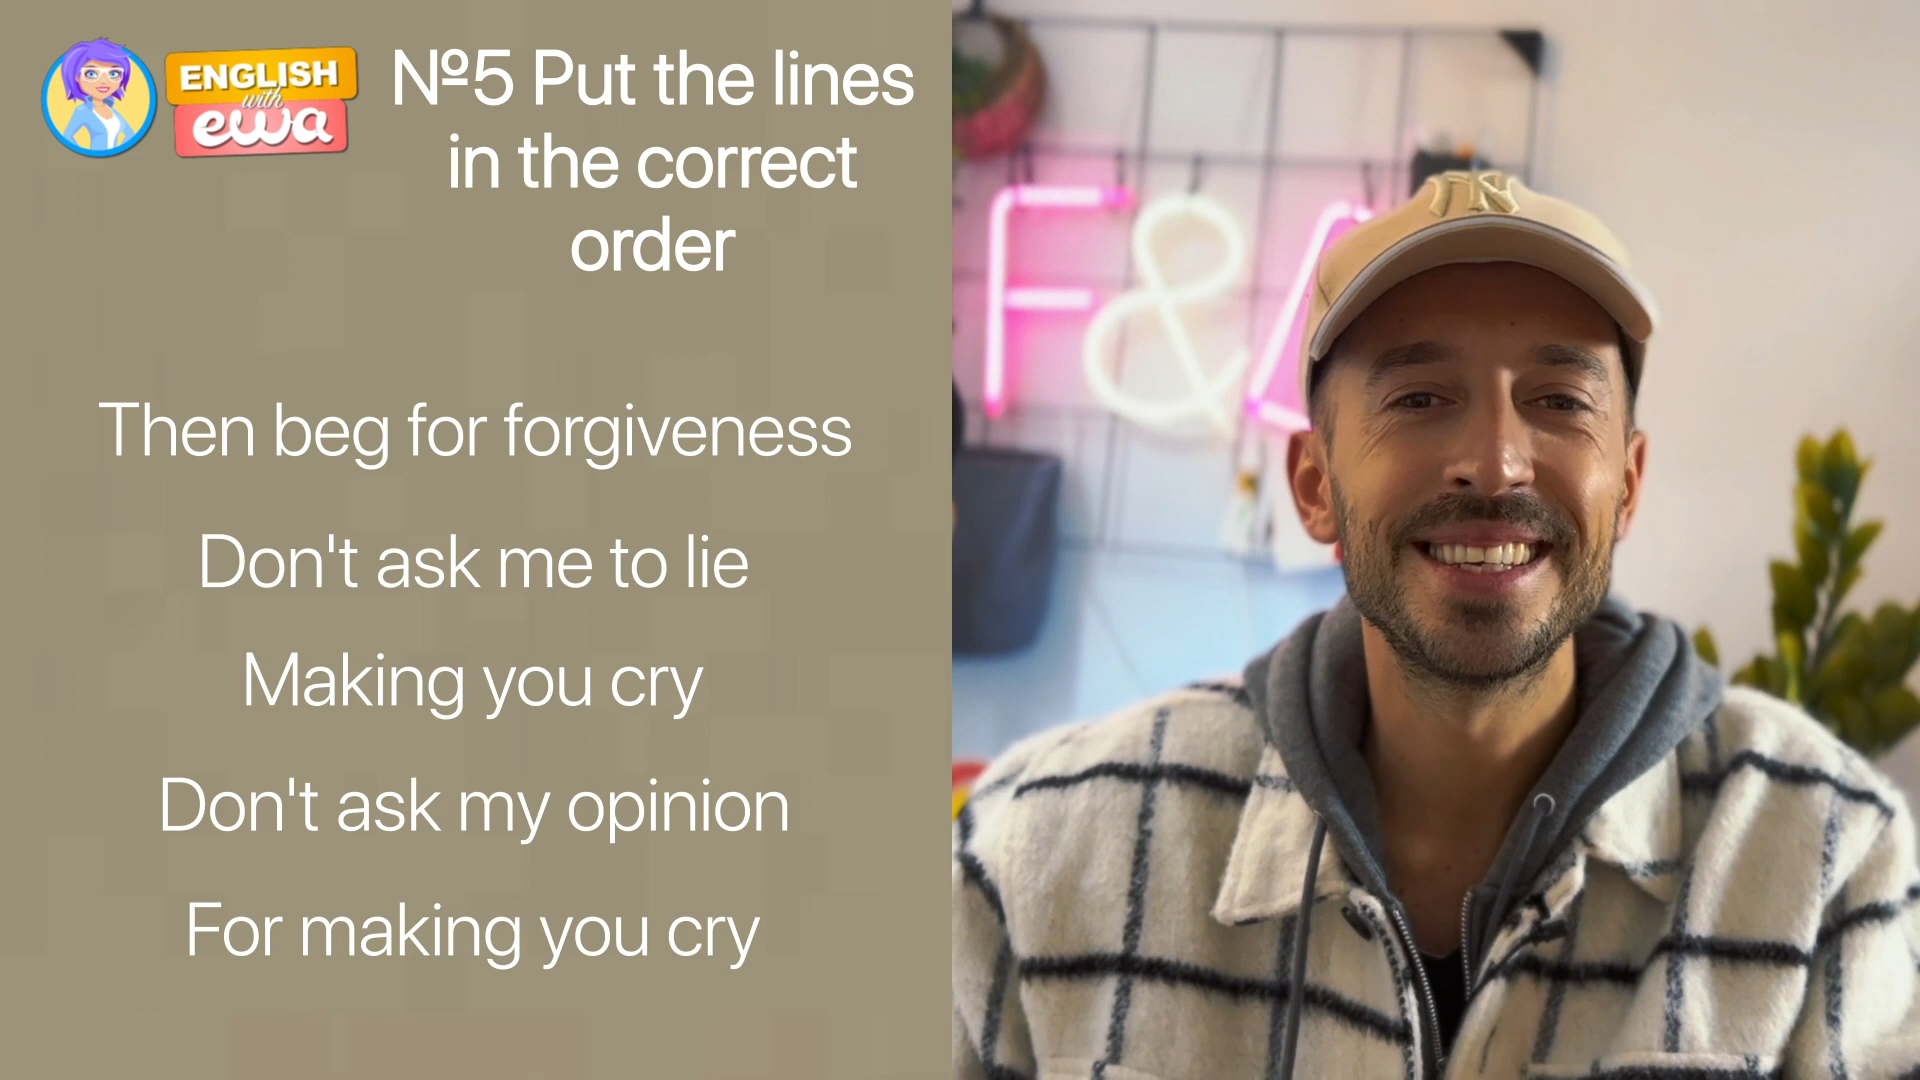 ENGLISH
with
ewa
№5 Put the lines
in the correct
order
Then beg for forgiveness
Don't ask me to lie
Making you cry
Don't ask my opinion
For making you cry
F&A
NY